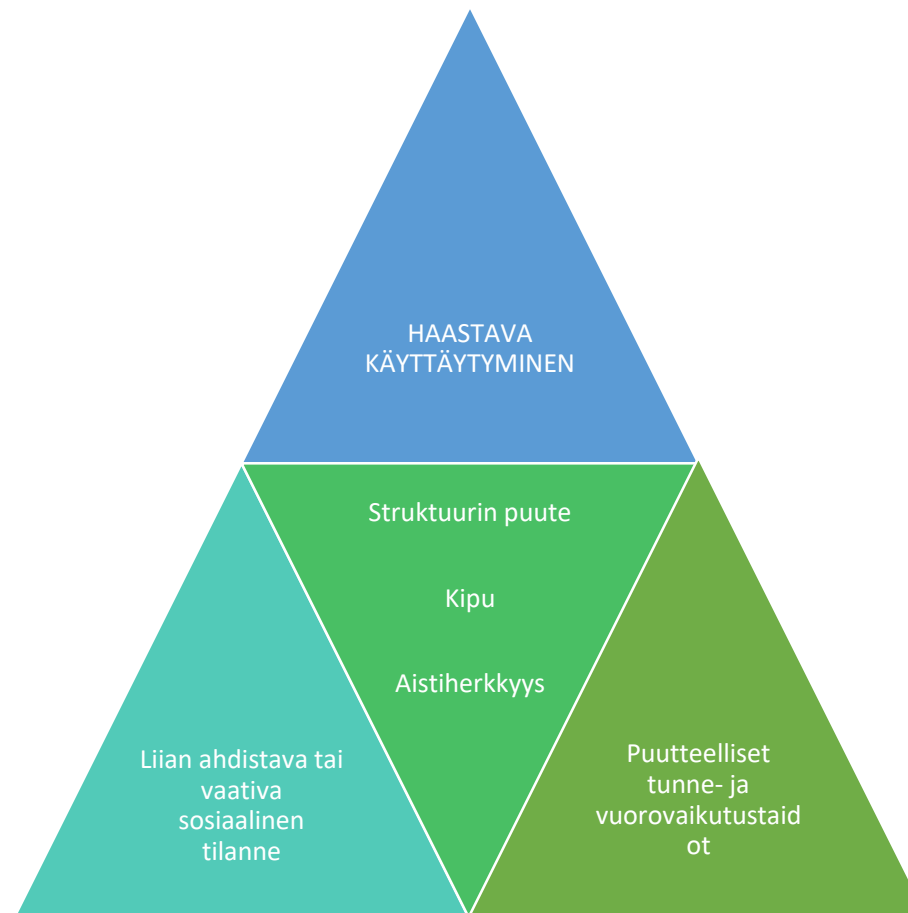 HAASTAVA
KÄYTTÄYTYMINEN
Struktuurin puute
Kipu
Aistiherkkyys
Liian ahdistava tai
vaativa
sosiaalinen
tilanne
Puutteelliset
tunne- ja
vuorovaikutustaid
ot